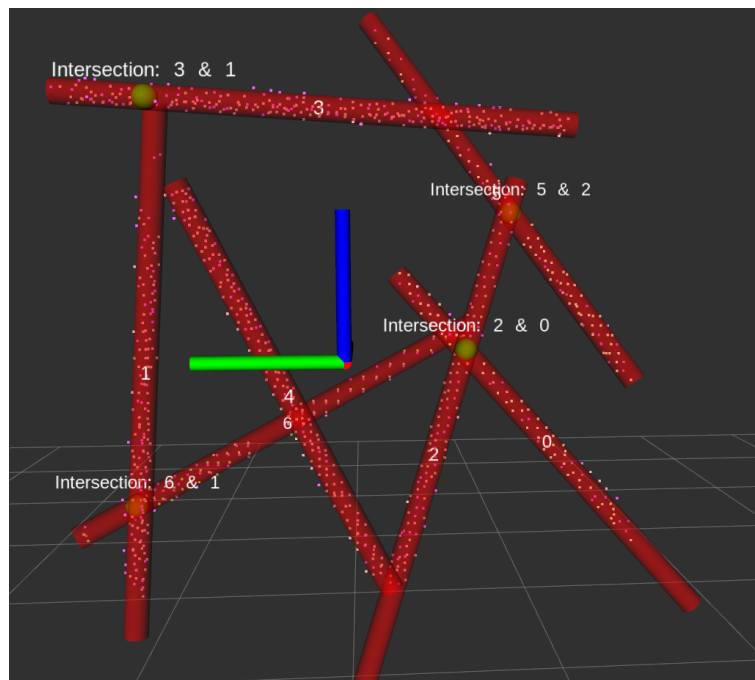 Intersection: 3 & 1
3
Intersection: 5 & 2
5
Intersection: 2 & 0
1
4
6
0
2
Intersection: 6 & 1